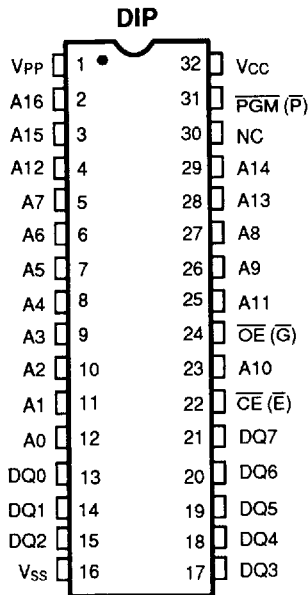 DIP
VPP 1 32 VCC
A16 2 31 PGM (P)
A15 3 30 NC
A12 4 29 A14
A7 5 28 A13
A6 6 27 A8
A5 7 26 A9
A4 8 25 A11
A3 9 24 OE (G)
A2 10 23 A10
A1 11 22 CE (E)
A0 12 21 DQ7
DQ0 13 20 DQ6
DQ1 14 19 DQ5
DQ2 15 18 DQ4
VSS 16 17 DQ3